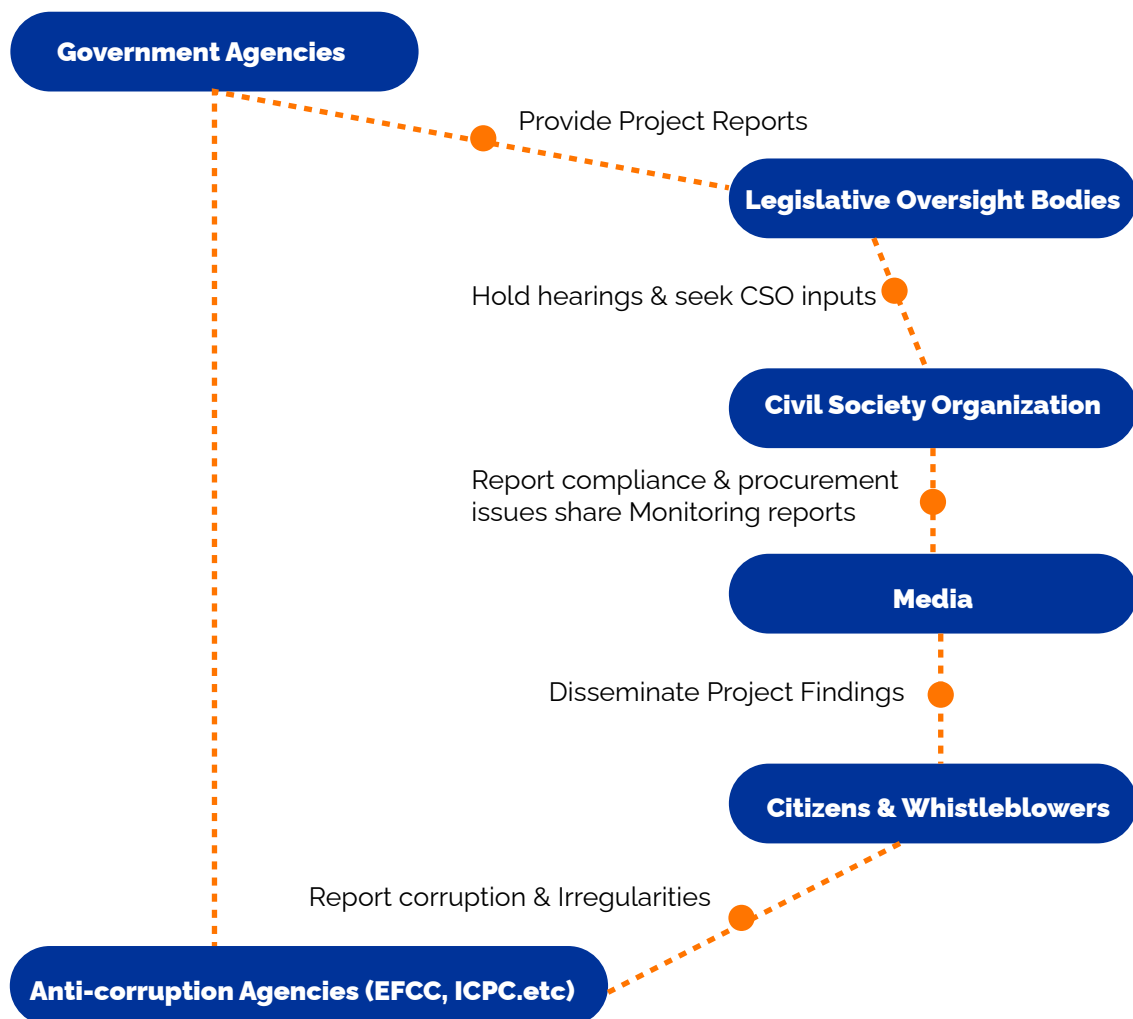 Government Agencies
Provide Project Reports
Legislative Oversight Bodies
Hold hearings & seek CSO inputs
Civil Society Organization
Report compliance & procurement
issues share Monitoring reports
Media
Disseminate Project Findings
Citizens & Whistleblowers
Report corruption & Irregularities
Anti-corruption Agencies (EFCC, ICPC.etc)